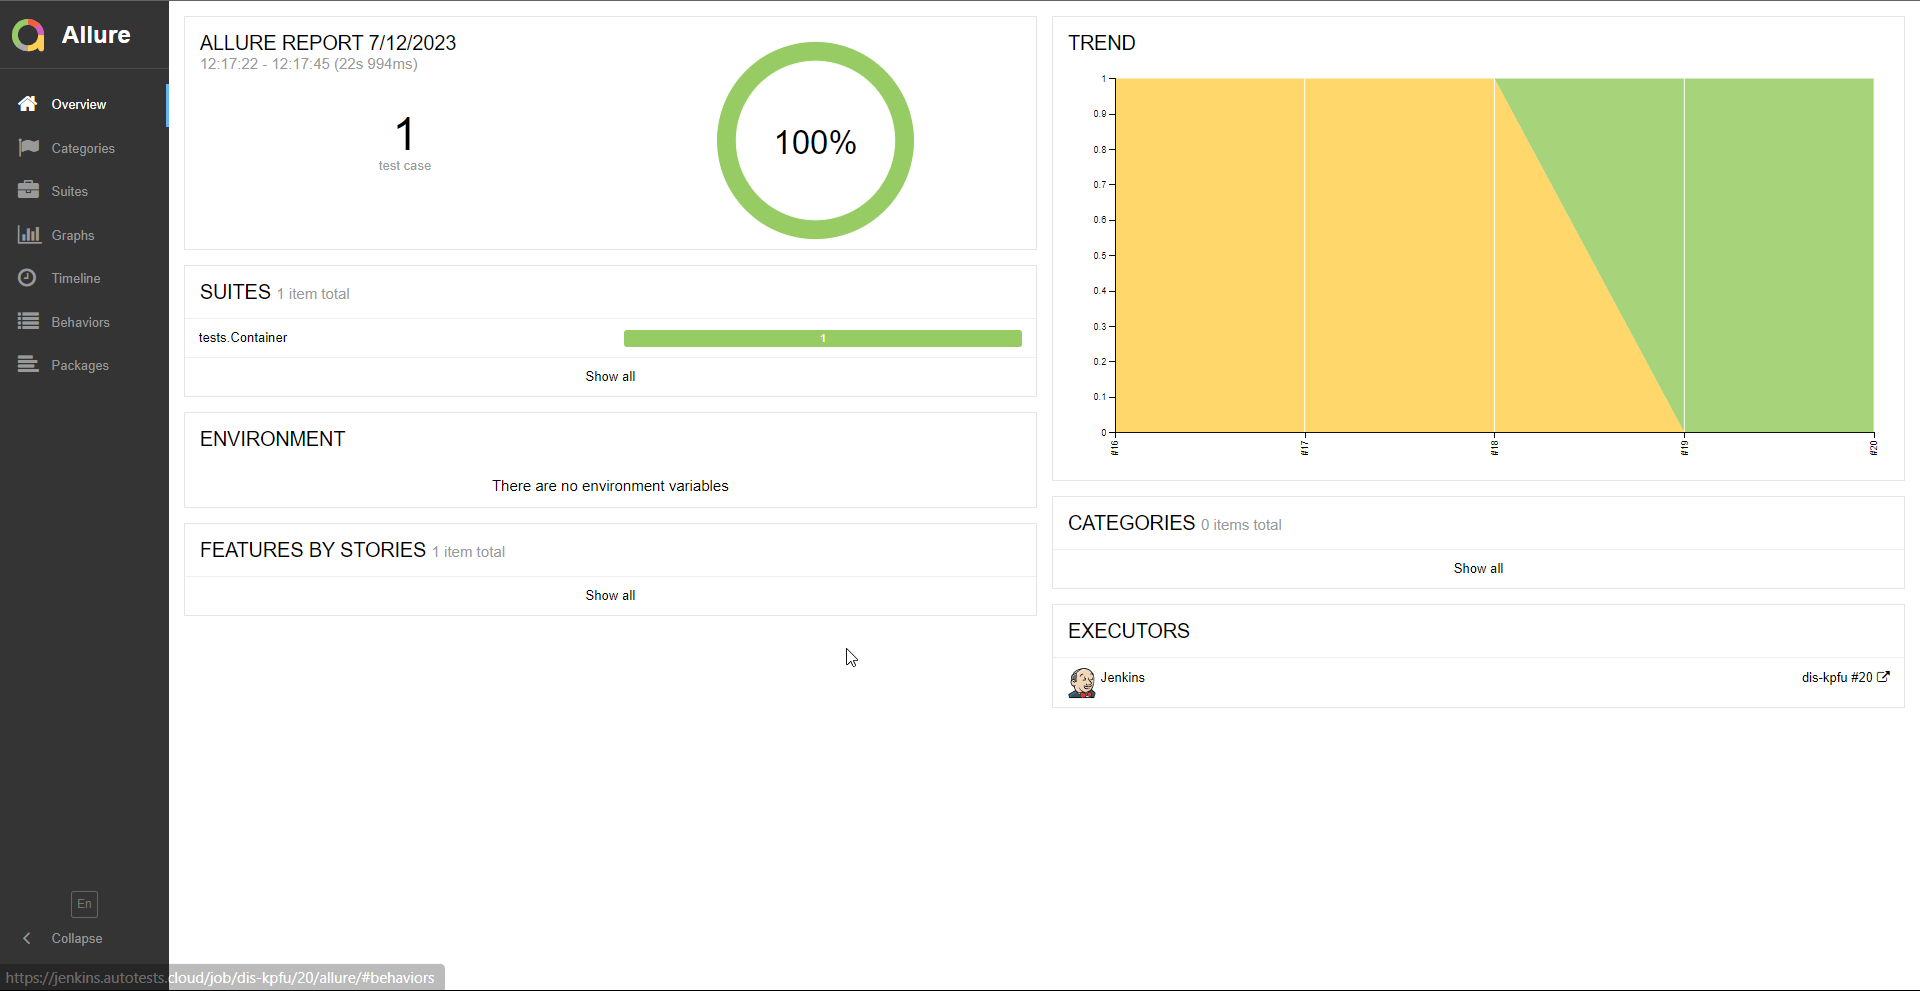 Allure
Overview
Categories
Suites
Graphs
Timeline
Behaviors
Packages
En
Collapse
https://jenkins.autotests.cloud/job/dis-kpfu/20/allure/#behaviors
ALLURE REPORT 7/12/2023
12:17:22 - 12:17:45 (22s 994ms)
1
test case
100%
SUITES 1 item total
tests.Container 1
Show all
ENVIRONMENT
There are no environment variables
FEATURES BY STORIES 1 item total
Show all
TREND
1
0.9
0.8
0.7
0.6
0.5
0.4
0.3
0.2
0.1
0
#16 #17 #18 #19 #20
CATEGORIES 0 items total
Show all
EXECUTORS
Jenkins dis-kpfu #20